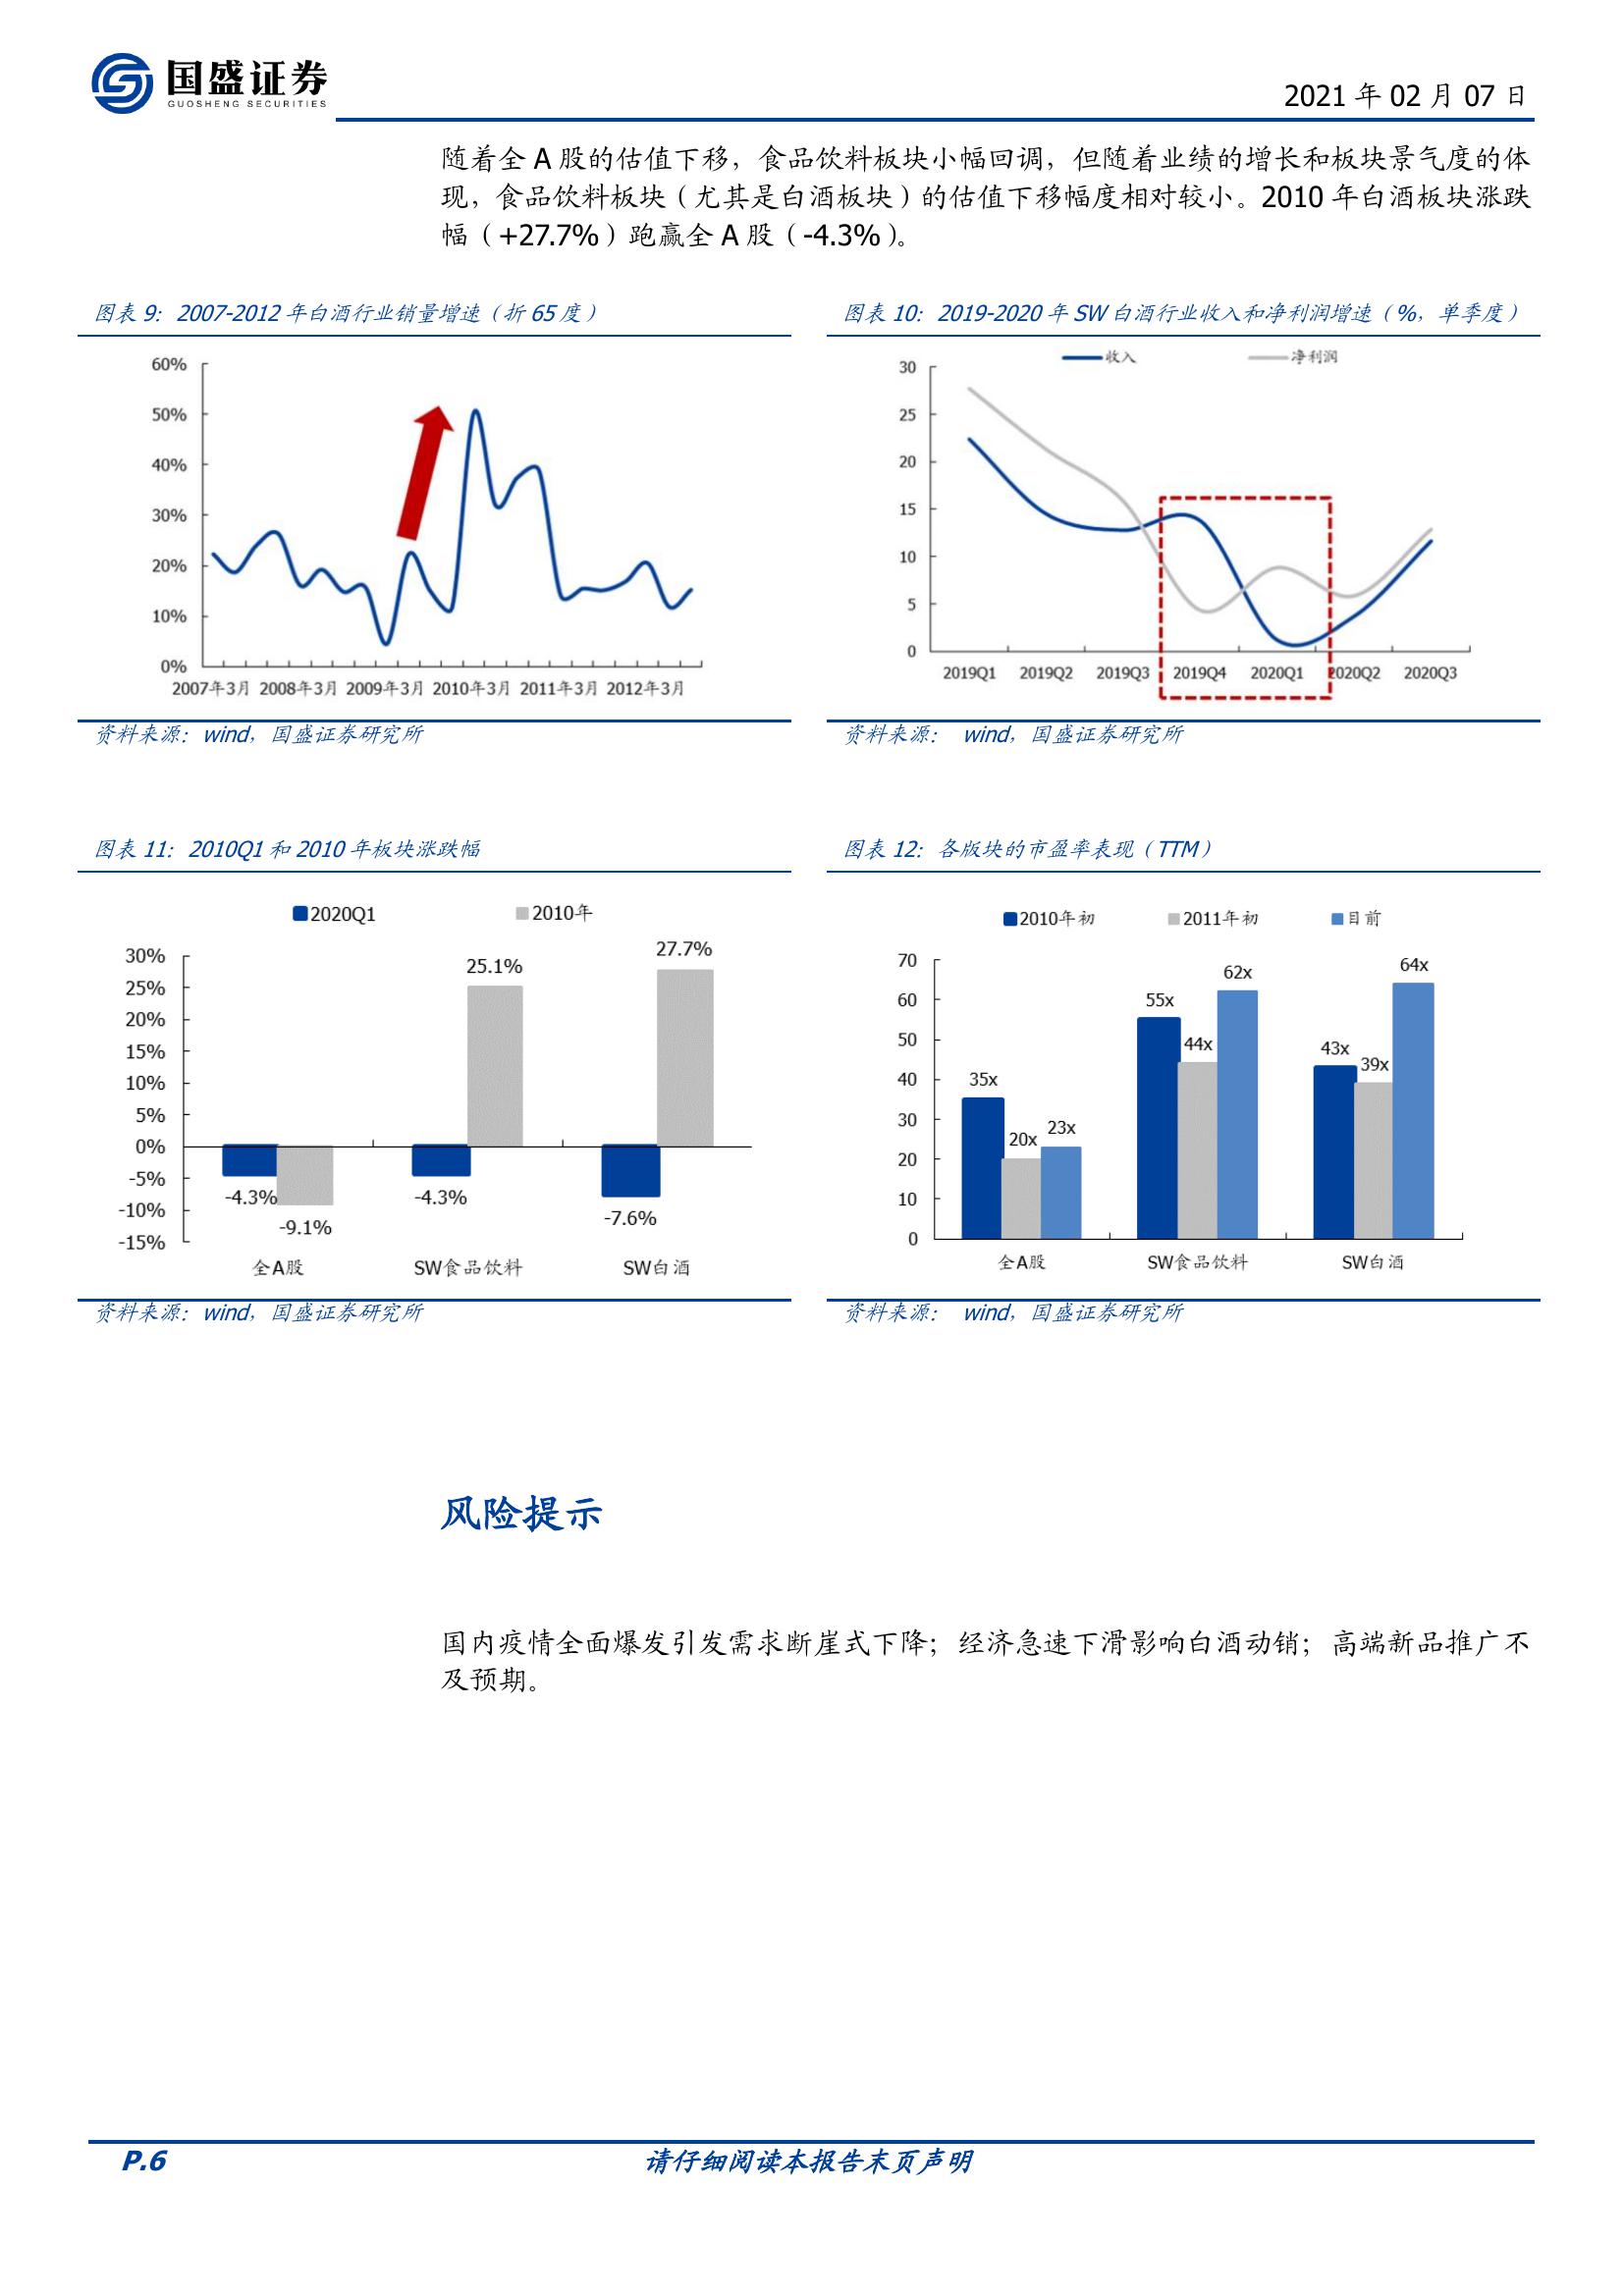 国盛证券
GUOSHENG SECURITIES
2021 年 02 月 07 日
随着全 A 股的估值下移，食品饮料板块小幅回调，但随着业绩的增长和板块景气度的体
现，食品饮料板块（尤其是白酒板块）的估值下移幅度相对较小。2010 年白酒板块涨跌
幅（+27.7%）跑赢全 A 股（-4.3%）。
图表 9：2007-2012 年白酒行业销量增速（折 65 度）
60%
50%
40%
30%
20%
10%
0%
2007年3月 2008年3月 2009年3月 2010年3月 2011年3月 2012年3月
资料来源：wind，国盛证券研究所
图表 10：2019-2020 年 SW 白酒行业收入和净利润增速（%，单季度）
收入 净利润
30
25
20
15
10
5
0
2019Q1 2019Q2 2019Q3 2019Q4 2020Q1 2020Q2 2020Q3
资料来源： wind，国盛证券研究所
图表 11：2010Q1 和 2010 年板块涨跌幅
2020Q1 2010年
30%
25%
20%
15%
10%
5%
0%
-5%
-10%
-15%
25.1%
27.7%
-4.3%
-9.1%
-4.3%
-7.6%
全A股 SW食品饮料 SW白酒
资料来源：wind，国盛证券研究所
图表 12：各版块的市盈率表现（TTM）
2010年初 2011年初 目前
70
60
50
40
30
20
10
0
35x
20x
23x
55x
44x
62x
43x
39x
64x
全A股 SW食品饮料 SW白酒
资料来源： wind，国盛证券研究所
风险提示
国内疫情全面爆发引发需求断崖式下降；经济急速下滑影响白酒动销；高端新品推广不
及预期。
P.6 请仔细阅读本报告末页声明